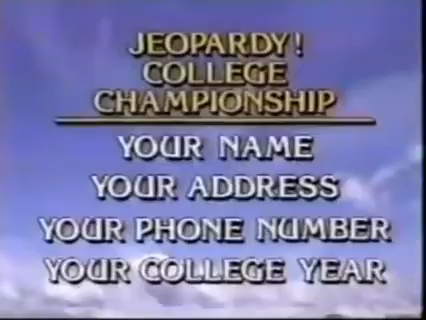 JEOPARDY!
COLLEGE
CHAMPIONSHIP
YOUR NAME
YOUR ADDRESS
YOUR PHONE NUMBER
YOUR COLLEGE YEAR